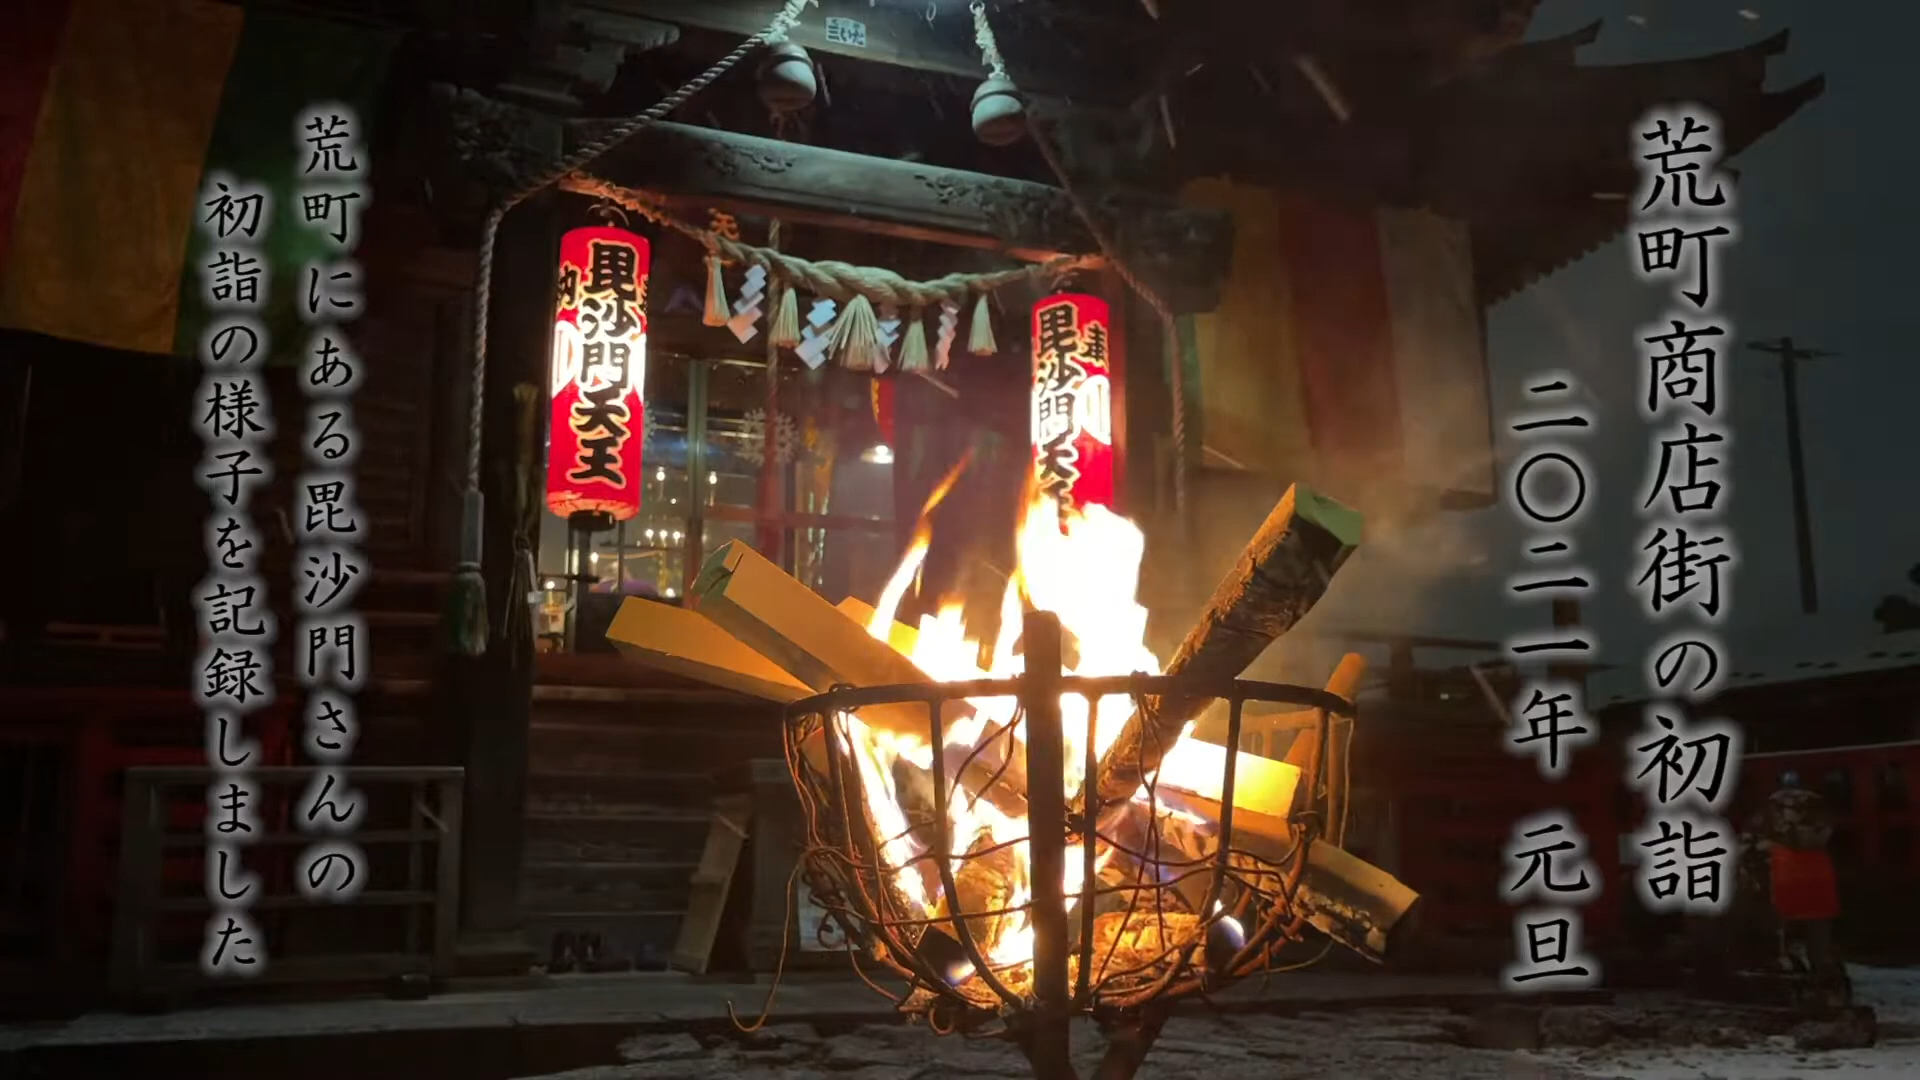 荒町商店街の初詣
二〇二一年 元旦
荒町にある毘沙門さんの
初詣の様子を記録しました
毘沙門天王
毘沙門天王